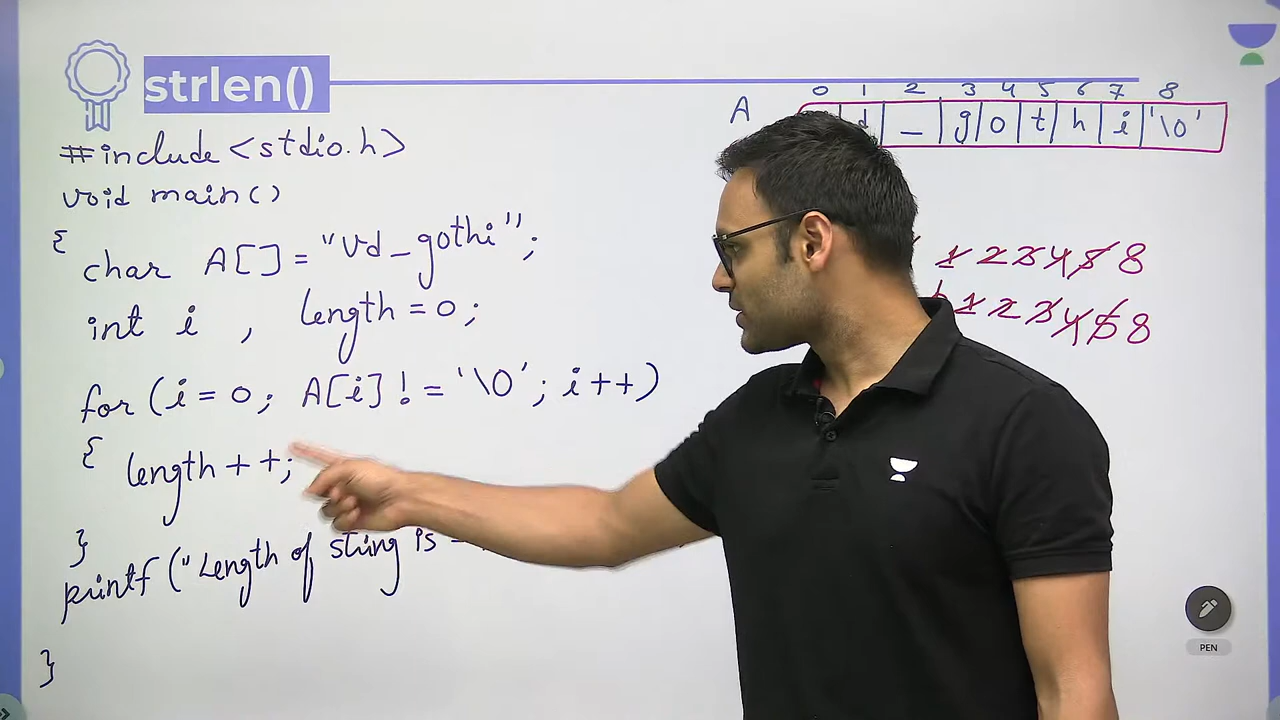 strlen()
0 1 2 3 4 5 6 7 8
A d _ g o t h i '\0'
#include <stdio.h>
void main()
{
char A[] = "Vd_gothi";
1 2 3 4 5 8
int i , length = 0;
1 2 3 4 5 8
for (i = 0; A[i] != '\0'; i++)
{ length++;
}
printf ("Length of string is -
}
PEN